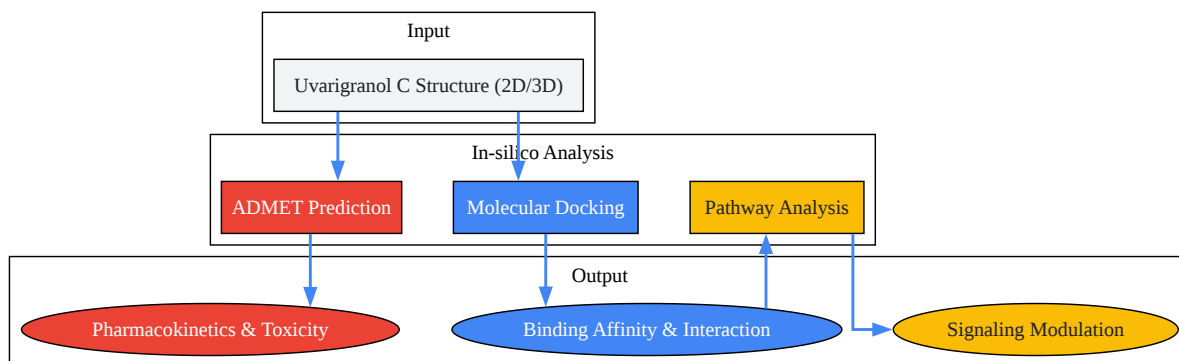 Input
Uvarigranol C Structure (2D/3D)
In-silico Analysis
ADMET Prediction
Molecular Docking
Pathway Analysis
Output
Pharmacokinetics & Toxicity
Binding Affinity & Interaction
Signaling Modulation